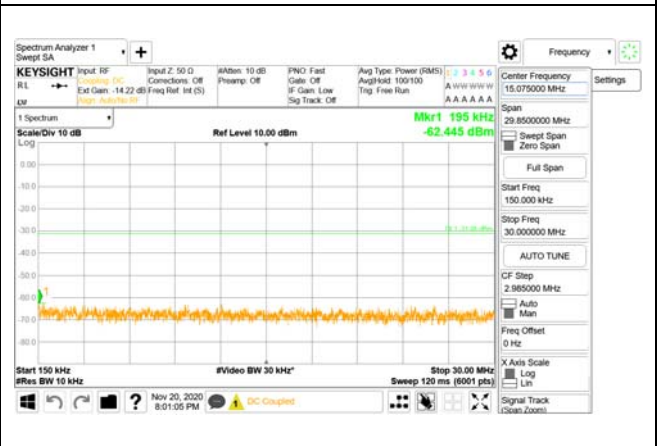 Spectrum Analyzer 1
Swept SA
+
Frequency
KEYSIGHT
RL
Input: RF
Coupling: DC
Ext Gain: -14.22 dB
Align: Auto/No RF
Input Z: 50 Ω
Corrections: Off
Freq Ref: Int (S)
#Atten: 10 dB
Preamp: Off
PNO: Fast
Gate: Off
IF Gain: Low
Sig Track: Off
Avg Type: Power (RMS)
Avg|Hold: 100/100
Trig: Free Run
1 2 3 4 5 6
A W W W W W
A A A A A A
Center Frequency
15.075000 MHz
Settings
Span
29.8500000 MHz
Swept Span
Zero Span
Full Span
Start Freq
150.000 kHz
Stop Freq
30.000000 MHz
AUTO TUNE
CF Step
2.985000 MHz
Auto
Man
Freq Offset
0 Hz
X Axis Scale
Log
Lin
Signal Track
(Span Zoom)
1 Spectrum
Scale/Div 10 dB
Ref Level 10.00 dBm
Mkr1 195 kHz
-62.445 dBm
Log
0.00
-10.0
-20.0
-30.0
-40.0
-50.0
-60.0
-70.0
-80.0
1
Start 150 kHz
#Video BW 30 kHz*
Stop 30.00 MHz
#Res BW 10 kHz
Sweep 120 ms (6001 pts)
?
Nov 20, 2020
8:01:05 PM
1
DC Coupled